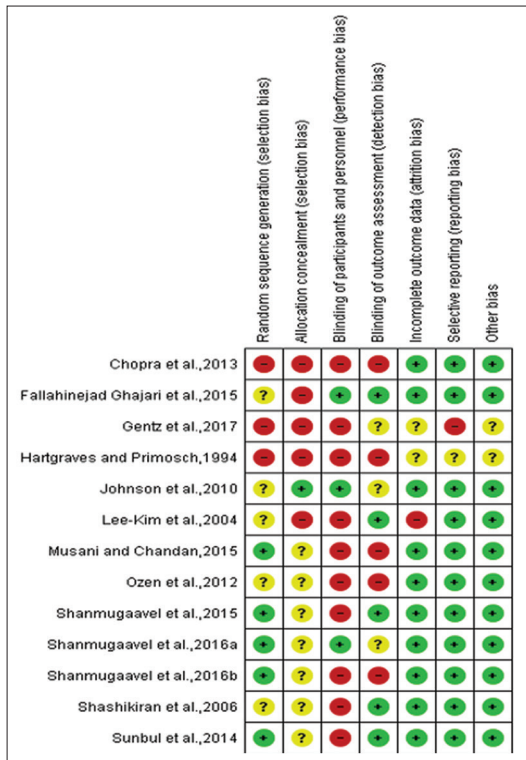 Random sequence generation (selection bias)
Allocation concealment (selection bias)
Blinding of participants and personnel (performance bias)
Blinding of outcome assessment (detection bias)
Incomplete outcome data (attrition bias)
Selective reporting (reporting bias)
Other bias
Chopra et al.,2013 - - - - + + +
Fallahinejad Ghajari et al.,2015 ? - + + + + +
Gentz et al.,2017 - - - ? ? - ?
Hartgraves and Primosch,1994 - - - - ? ? ?
Johnson et al.,2010 ? + + ? + + +
Lee-Kim et al.,2004 ? - - + - + +
Musani and Chandan,2015 + ? - - + + +
Ozen et al.,2012 ? ? - - + + +
Shanmugaavel et al.,2015 + ? - + + + +
Shanmugaavel et al.,2016a + ? + ? + + +
Shanmugaavel et al.,2016b + ? - - + + +
Shashikiran et al.,2006 ? ? - + + + +
Sunbul et al.,2014 + ? - + + + +